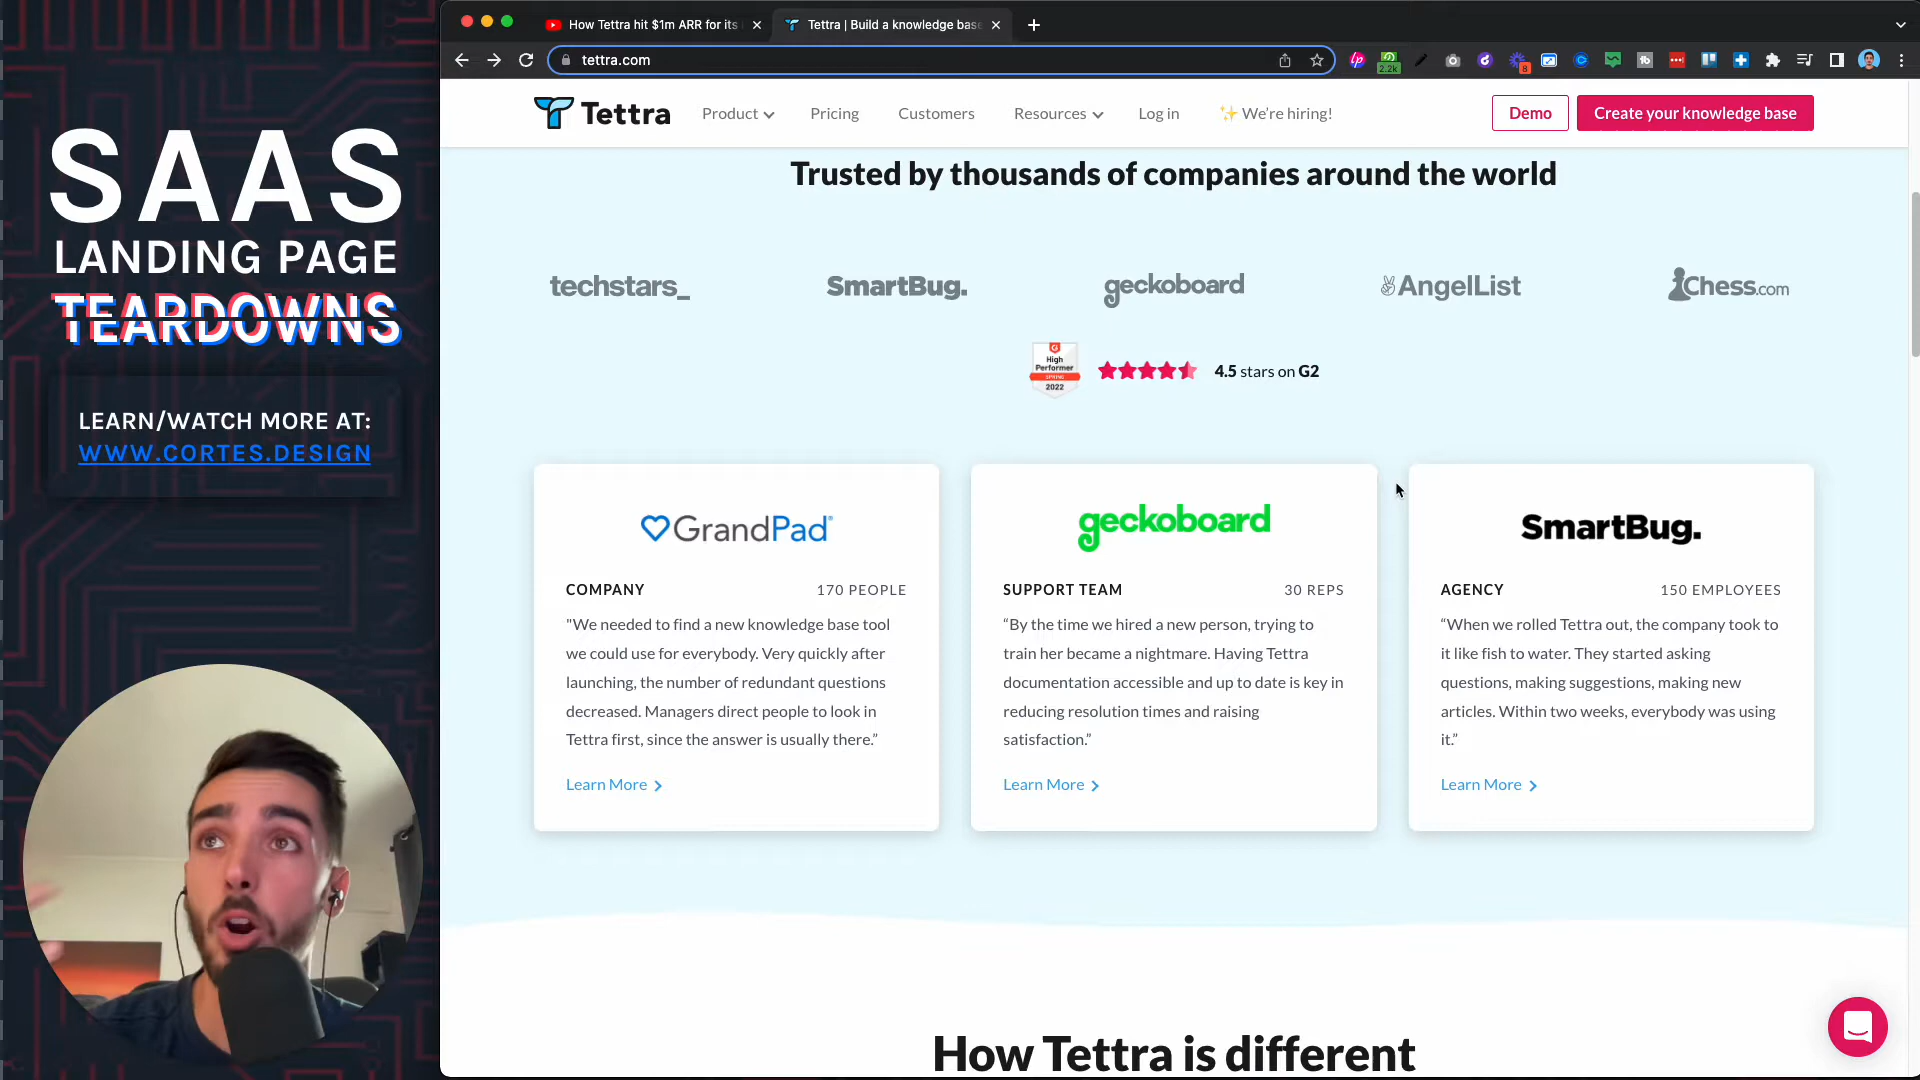 SAAS
LANDING PAGE
TEARDOWNS
LEARN/WATCH MORE AT:
WWW.CORTES.DESIGN
How Tettra hit $1m ARR for its
Tettra | Build a knowledge base
tettra.com
2.2k
8
Tettra
Product
Pricing
Customers
Resources
Log in
✨ We're hiring!
Demo
Create your knowledge base
Trusted by thousands of companies around the world
techstars_
SmartBug.
geckoboard
AngelList
Chess.com
High
Performer
SPRING
2022
4.5 stars on G2
GrandPad®
COMPANY
170 PEOPLE
"We needed to find a new knowledge base tool
we could use for everybody. Very quickly after
launching, the number of redundant questions
decreased. Managers direct people to look in
Tettra first, since the answer is usually there.”
Learn More
geckoboard
SUPPORT TEAM
30 REPS
“By the time we hired a new person, trying to
train her became a nightmare. Having Tettra
documentation accessible and up to date is key in
reducing resolution times and raising
satisfaction.”
Learn More
SmartBug.
AGENCY
150 EMPLOYEES
“When we rolled Tettra out, the company took to
it like fish to water. They started asking
questions, making suggestions, making new
articles. Within two weeks, everybody was using
it.”
Learn More
How Tettra is different